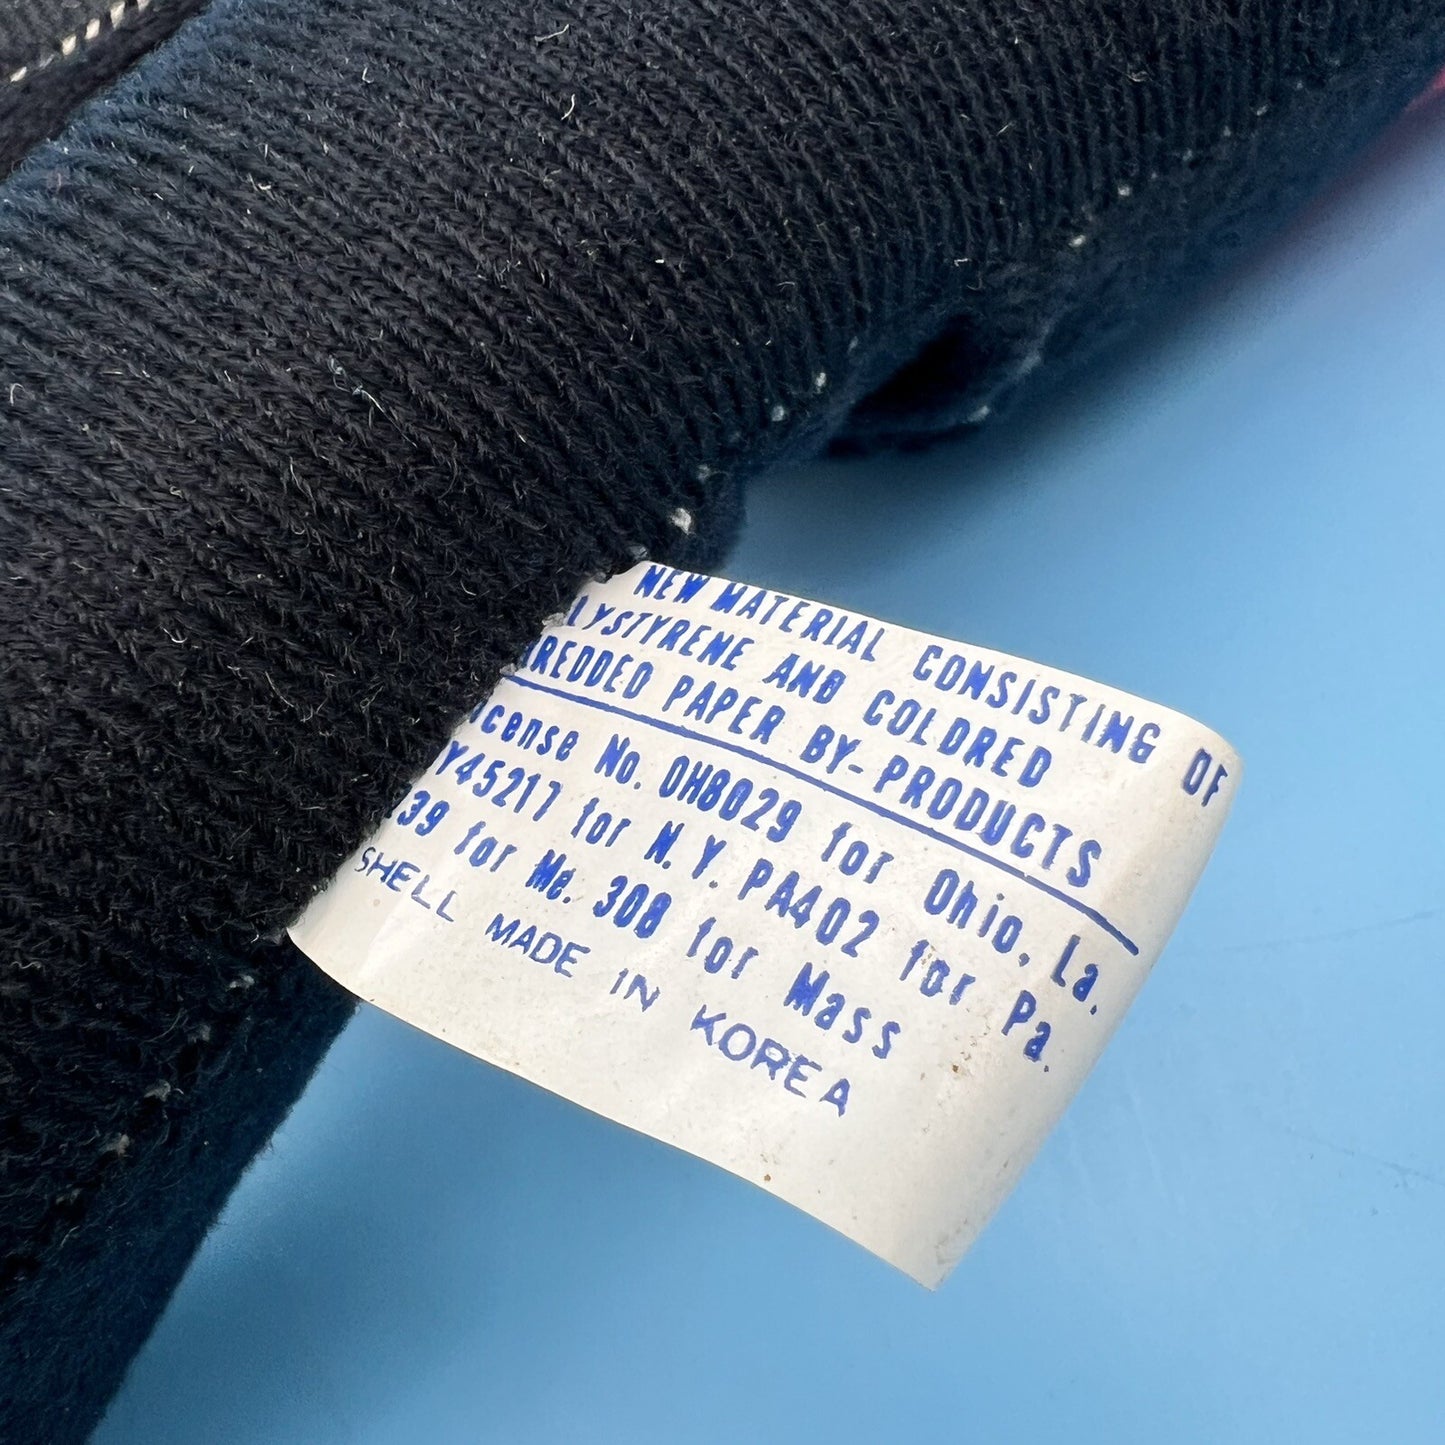 NEW MATERIAL CONSISTING OF
LYSTYRENE AND COLORED
REDDED PAPER BY-PRODUCTS
cense No. OH8029 for Ohio, La.
Y45217 for N.Y. PA402 for Pa.
39 for Me. 308 for Mass
SHELL MADE IN KOREA